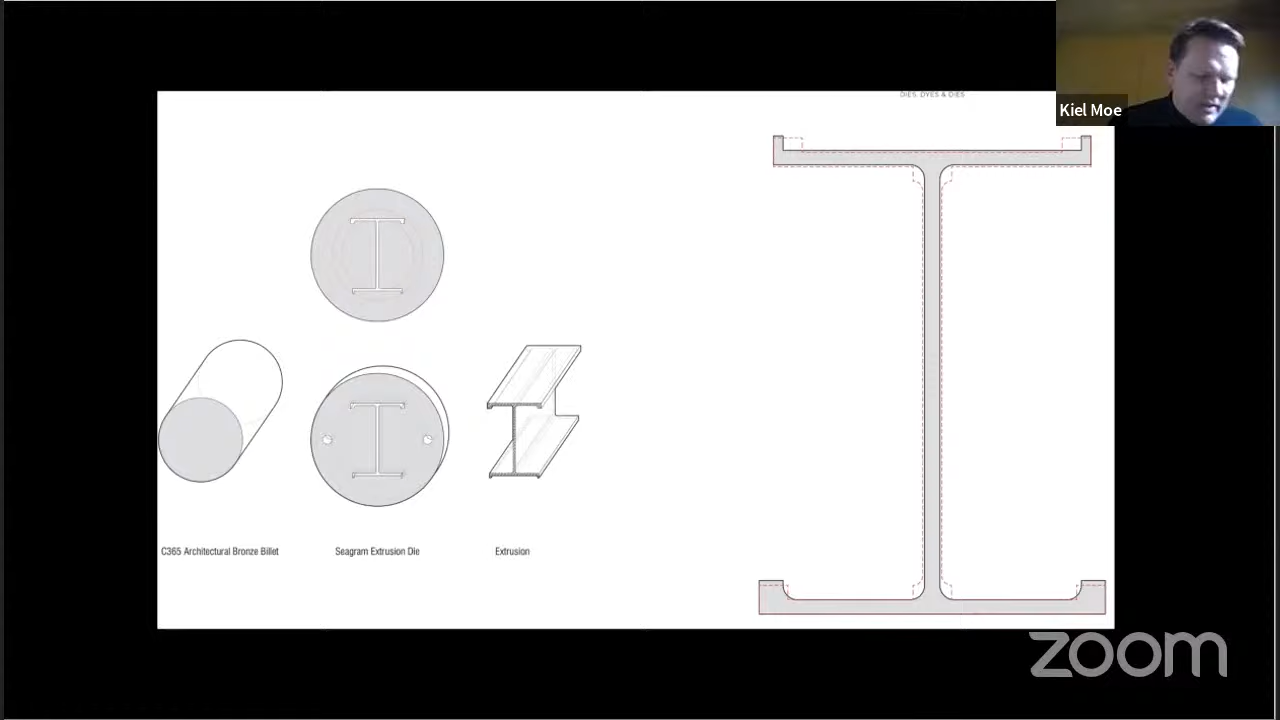 DIES, DYES & DIES
Kiel Moe
C365 Architectural Bronze Billet
Seagram Extrusion Die
Extrusion
zoom